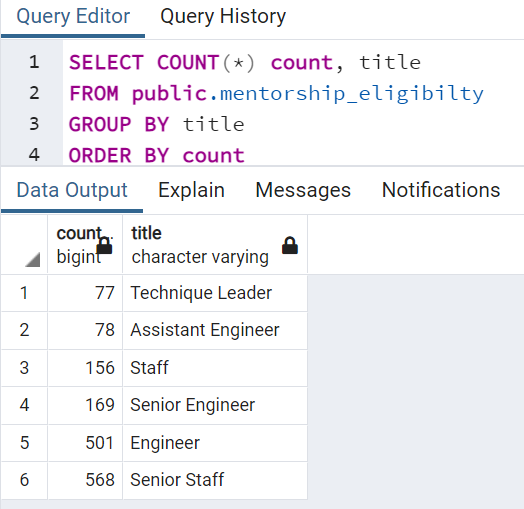 Query Editor Query History
1 SELECT COUNT(*) count, title
2 FROM public.mentorship_eligibilty
3 GROUP BY title
4 ORDER BY count
Data Output Explain Messages Notifications
count.. title
bigint character varying
1 77 Technique Leader
2 78 Assistant Engineer
3 156 Staff
4 169 Senior Engineer
5 501 Engineer
6 568 Senior Staff